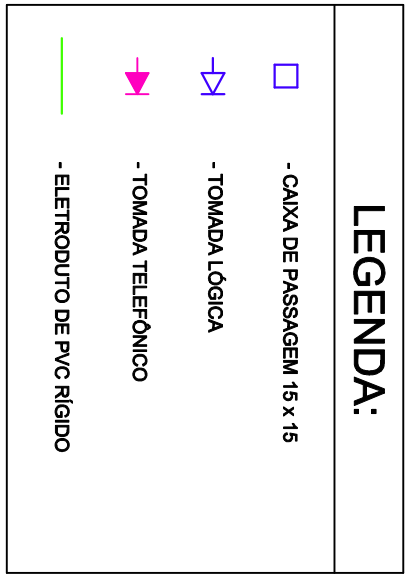 LEGENDA:
- CAIXA DE PASSAGEM 15 x 15
- TOMADA LÓGICA
- TOMADA TELEFÔNICO
- ELETRODUTO DE PVC RÍGIDO